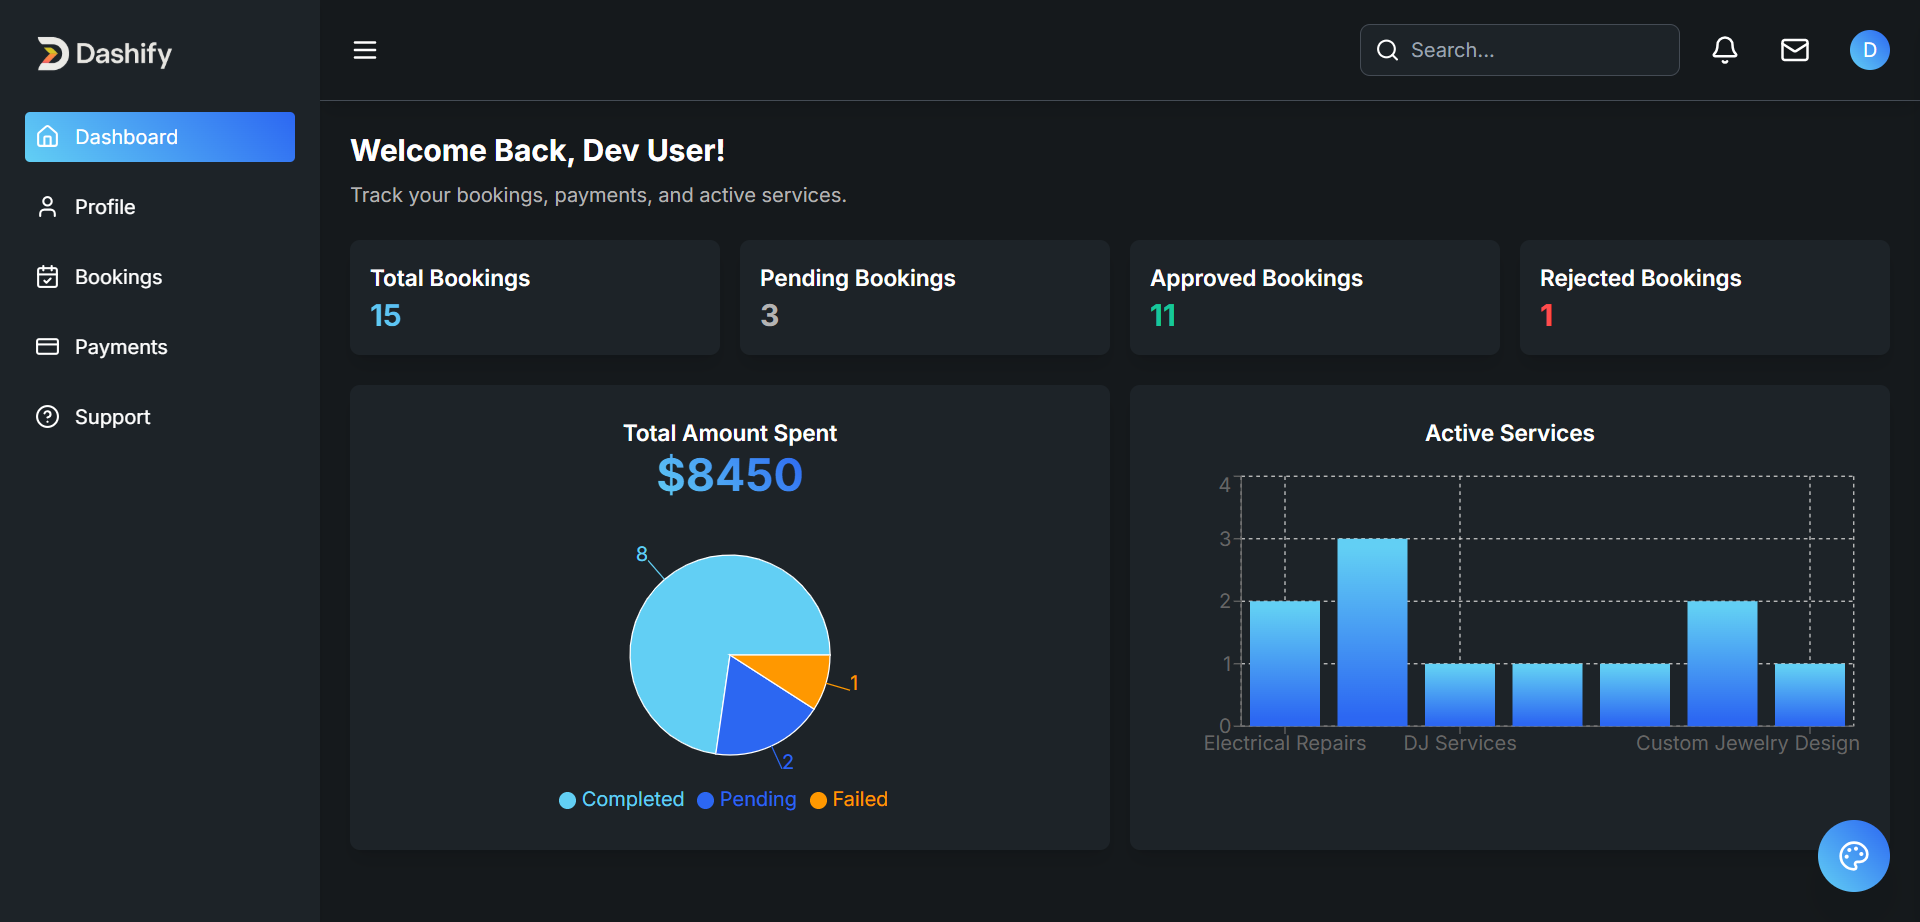 Dashify
Search...
D
Dashboard
Profile
Bookings
Payments
Support
Welcome Back, Dev User!
Track your bookings, payments, and active services.
Total Bookings
15
Pending Bookings
3
Approved Bookings
11
Rejected Bookings
1
Total Amount Spent
$8450
8
1
2
Completed Pending Failed
Active Services
4
3
2
1
0
Electrical Repairs DJ Services Custom Jewelry Design